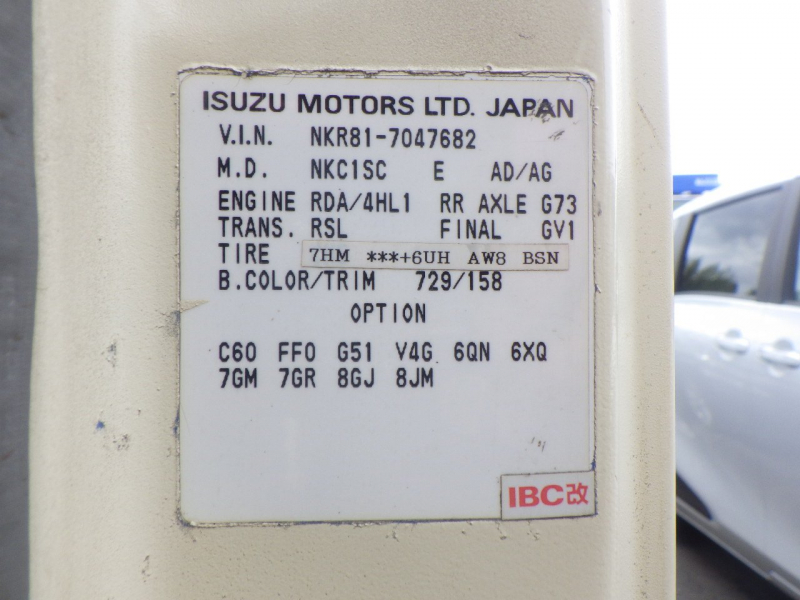 ISUZU MOTORS LTD. JAPAN
V.I.N. NKR81-7047682
M.D. NKC1SC E AD/AG
ENGINE RDA/4HL1 RR AXLE G73
TRANS. RSL FINAL GV1
TIRE 7HM ***+6UH AW8 BSN
B.COLOR/TRIM 729/158
OPTION
C60 FF0 G51 V4G 6QN 6XQ
7GM 7GR 8GJ 8JM
IBC改